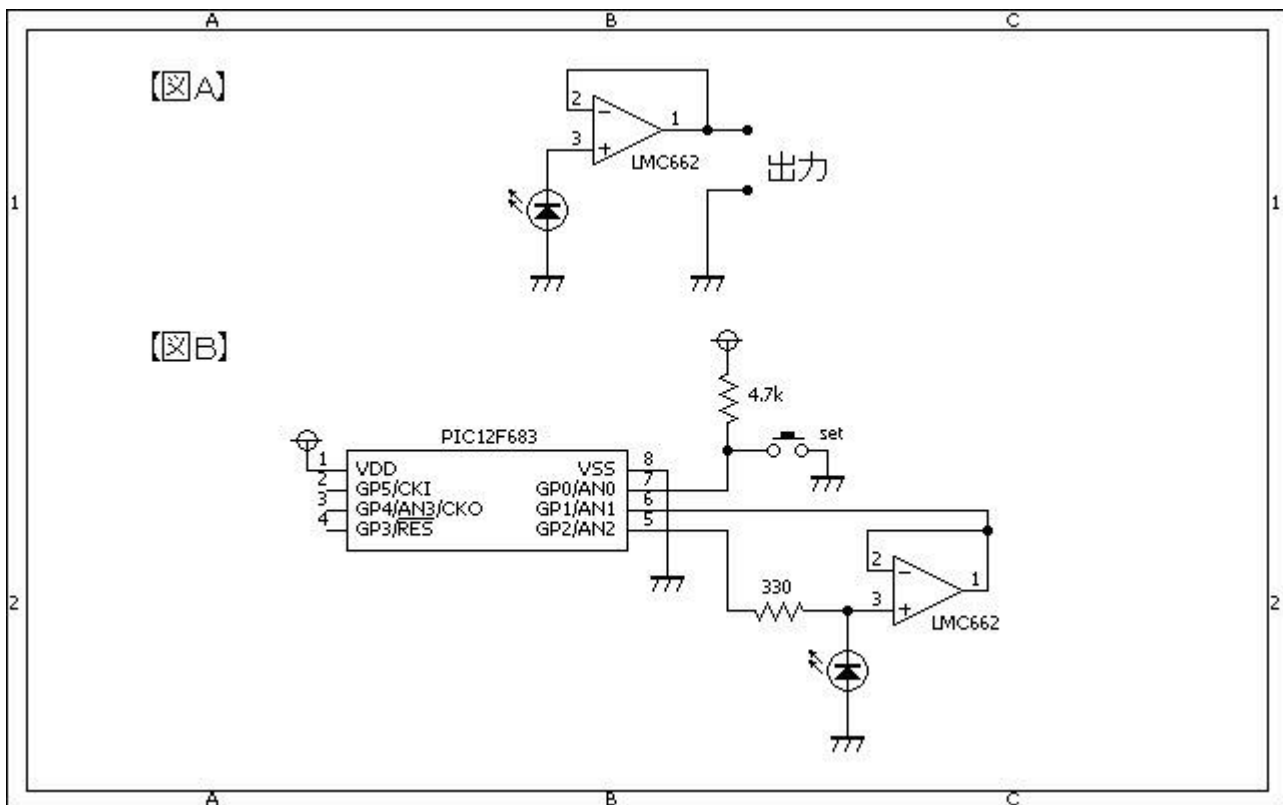 A B C
【図A】
2
1
3
LMC662
出力
1 1
【図B】
4.7k
set
PIC12F683
1 VDD VSS 8
2 GP5/CKI GP0/AN0 7
3 GP4/AN3/CKO GP1/AN1 6
4 GP3/RES GP2/AN2 5
2
1
3
330
LMC662
2 2
A B C